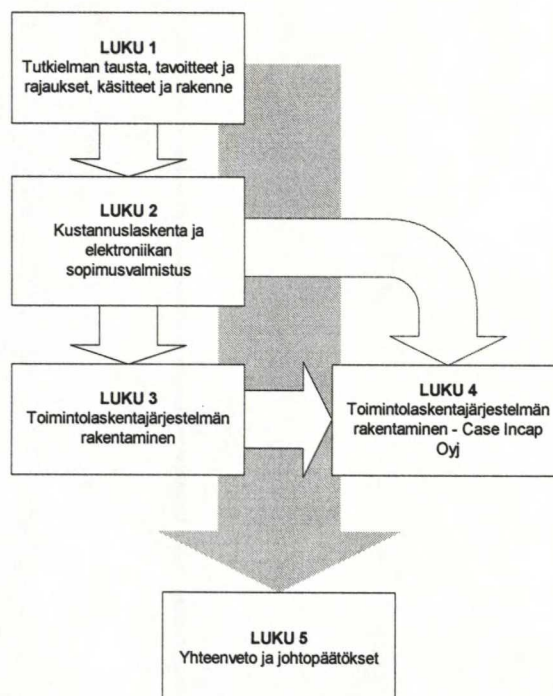 LUKU 1
Tutkielman tausta, tavoitteet ja
rajaukset, käsitteet ja rakenne
LUKU 2
Kustannuslaskenta ja
elektroniikan
sopimusvalmistus
LUKU 3
Toimintolaskentajärjestelmän
rakentaminen
LUKU 4
Toimintolaskentajärjestelmän
rakentaminen - Case Incap
Oyj
LUKU 5
Yhteenveto ja johtopäätökset